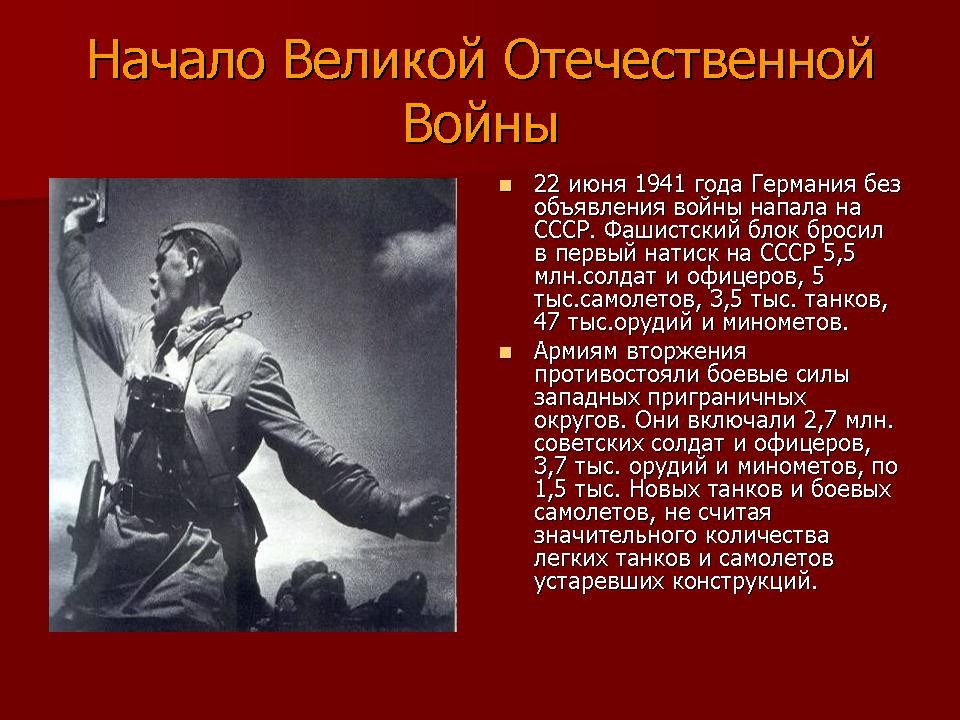 Начало Великой Отечественной
Войны
22 июня 1941 года Германия без
объявления войны напала на
СССР. Фашистский блок бросил
в первый натиск на СССР 5,5
млн.солдат и офицеров, 5
тыс.самолетов, 3,5 тыс. танков,
47 тыс.орудий и минометов.
Армиям вторжения
противостояли боевые силы
западных приграничных
округов. Они включали 2,7 млн.
советских солдат и офицеров,
3,7 тыс. орудий и минометов, по
1,5 тыс. Новых танков и боевых
самолетов, не считая
значительного количества
легких танков и самолетов
устаревших конструкций.